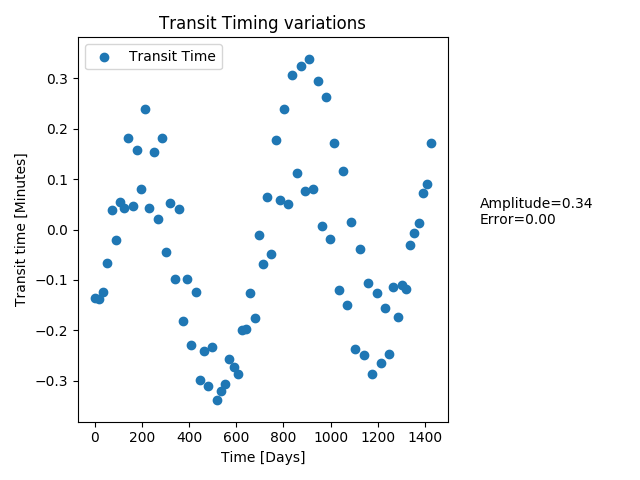 Transit Timing variations
Transit Time
Transit time [Minutes]
0.3
0.2
0.1
0.0
−0.1
−0.2
−0.3
Amplitude=0.34
Error=0.00
0 200 400 600 800 1000 1200 1400
Time [Days]